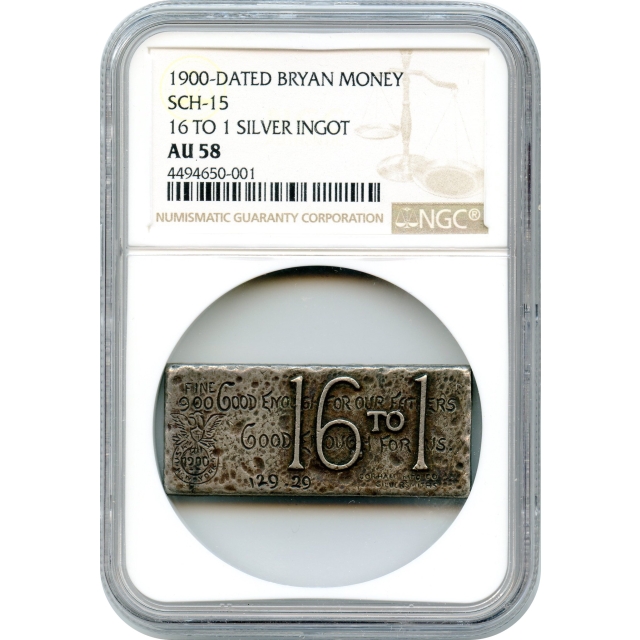 1900-DATED BRYAN MONEY
SCH-15
16 TO 1 SILVER INGOT
AU 58
4494650-001
NUMISMATIC GUARANTY CORPORATION
NGC®
FINE
900 GOOD ENOUGH FOR OUR FATHERS
GOOD ENOUGH FOR US.
16 TO 1
1900
129 29